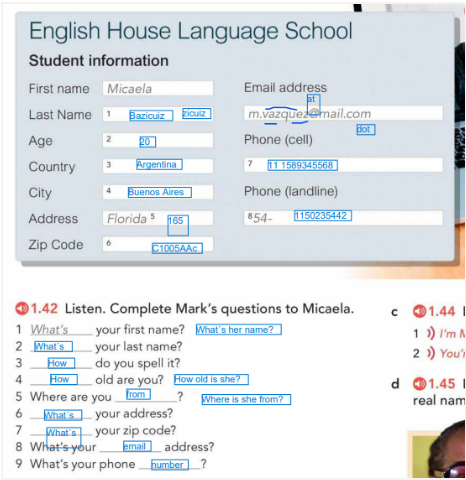 English House Language School
Student information
First name Micaela
Email address
at
Last Name 1 Bazicuiz zicuiz
m.vazquez@mail.com
dot
Age 2 20
Phone (cell)
Country 3 Argentina
7 11 1589345568
City 4 Buenos Aires
Phone (landline)
Address Florida 5 165
8 54- 1150235442
Zip Code 6 C1005AAc
1.42 Listen. Complete Mark's questions to Micaela.
1 What's your first name? What´s her name?
2 What´s your last name?
3 How do you spell it?
4 How old are you? How old is she?
5 Where are you from ? Where is she from?
6 What´s your address?
7 What´s your zip code?
8 What's your email address?
9 What's your phone number ?
c 1.44
1 I'm
2 You'
d 1.45
real nam